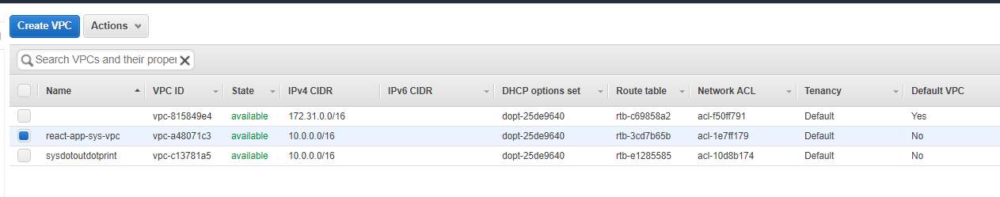 Create VPC Actions
Search VPCs and their proper
Name VPC ID State IPv4 CIDR IPv6 CIDR DHCP options set Route table Network ACL Tenancy Default VPC
vpc-815849e4 available 172.31.0.0/16 dopt-25de9640 rtb-c69858a2 acl-f50ff791 Default Yes
react-app-sys-vpc vpc-a48071c3 available 10.0.0.0/16 dopt-25de9640 rtb-3cd7b65b acl-1e7ff179 Default No
sysdotoutdotprint vpc-c13781a5 available 10.0.0.0/16 dopt-25de9640 rtb-e1285585 acl-10d8b174 Default No